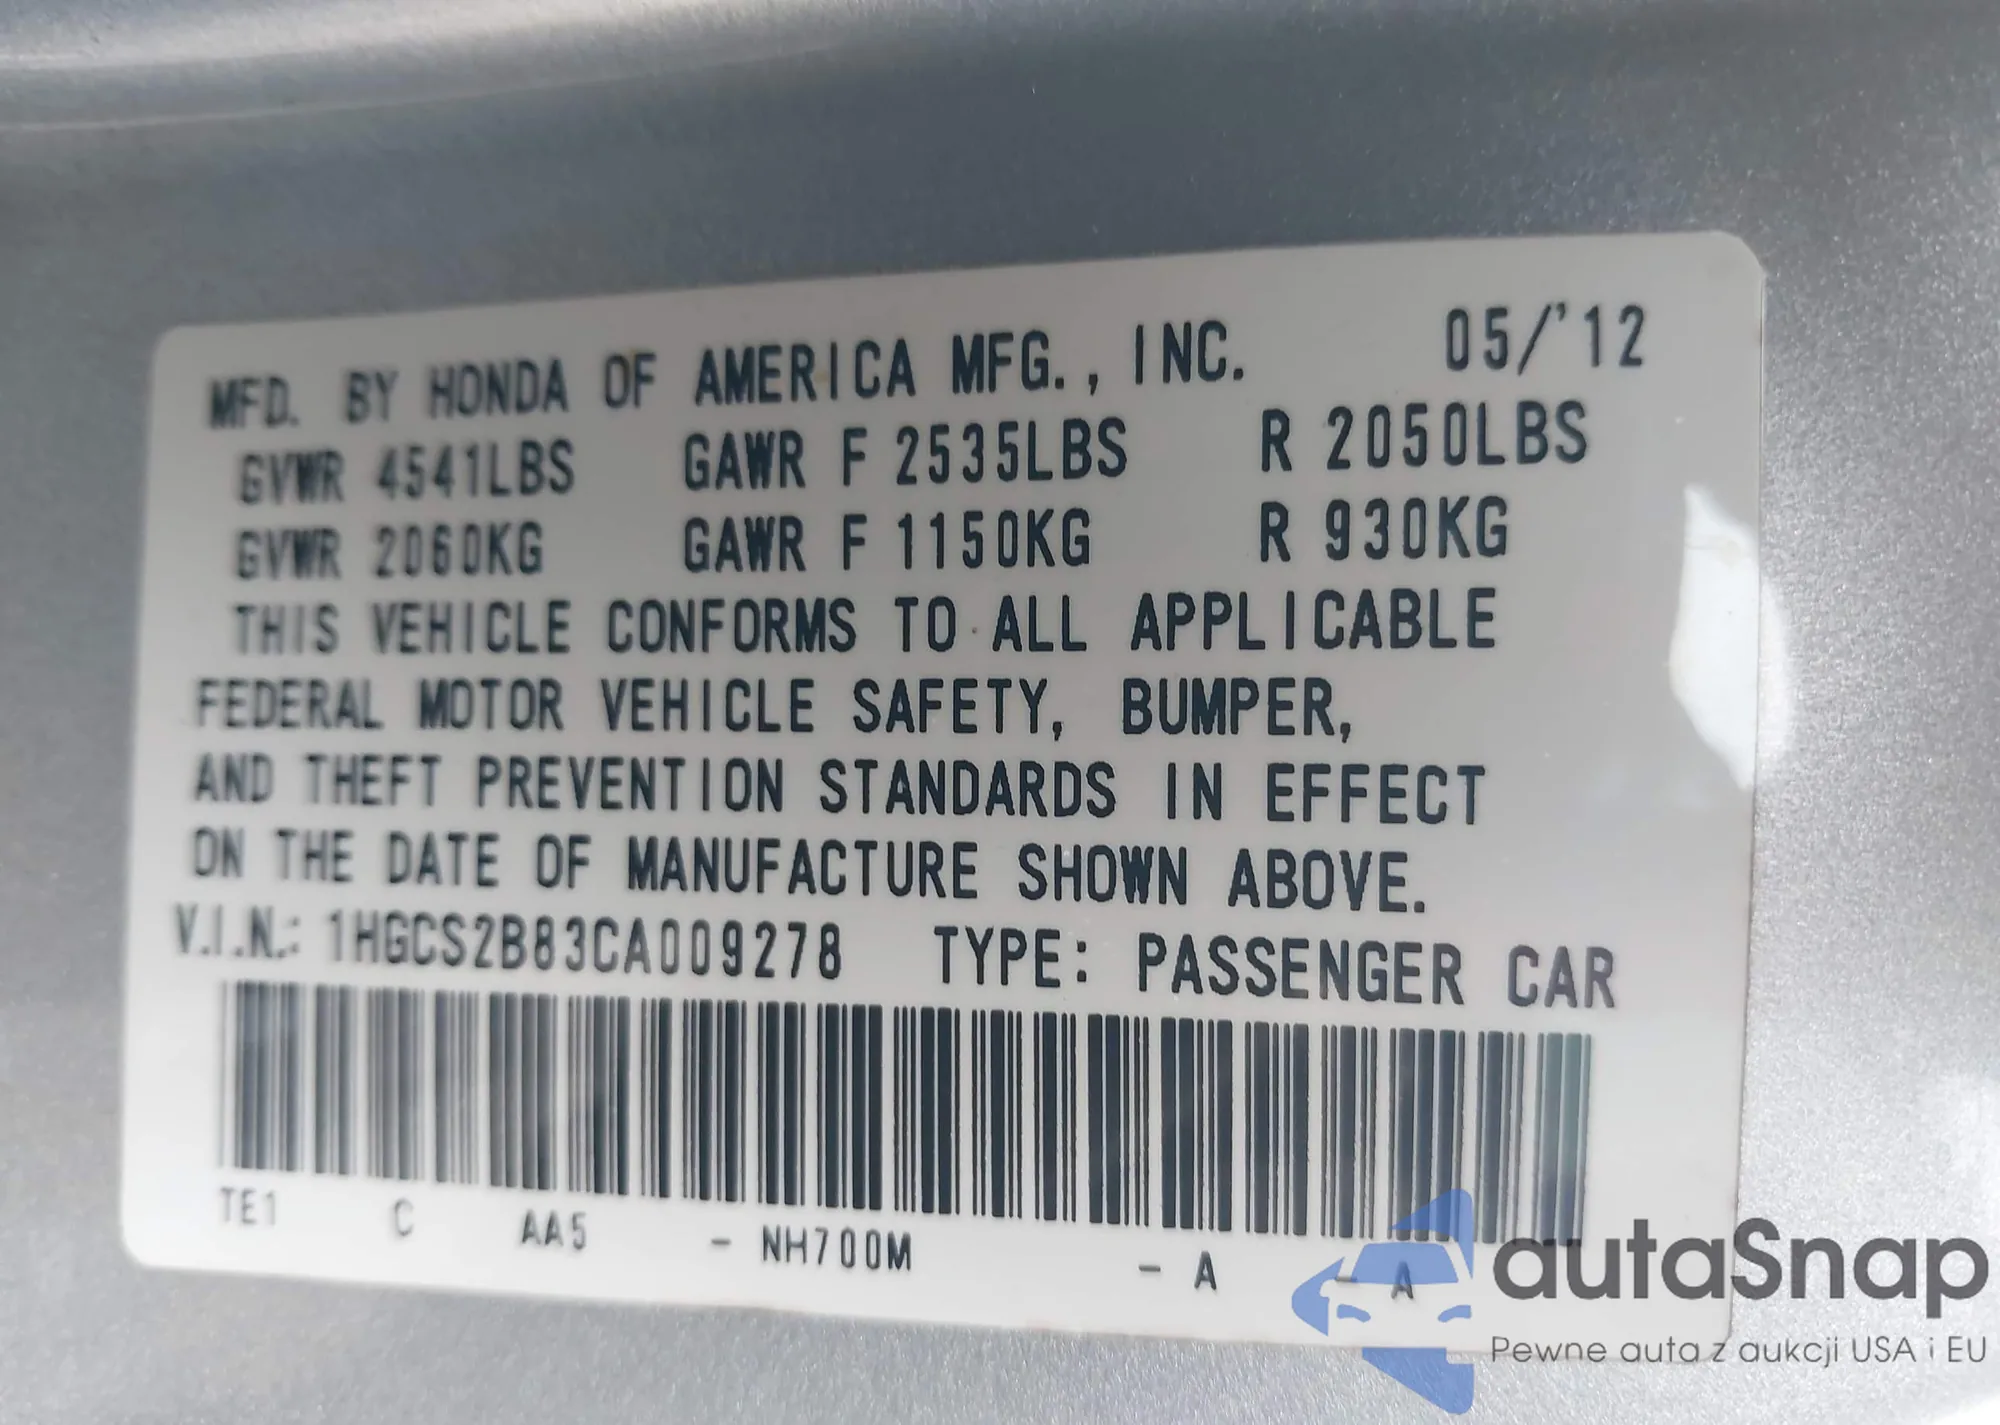 MFD. BY HONDA OF AMERICA MFG., INC. 05/'12
GVWR 4541LBS GAWR F 2535LBS R 2050LBS
GVWR 2060KG GAWR F 1150KG R 930KG
THIS VEHICLE CONFORMS TO ALL APPLICABLE
FEDERAL MOTOR VEHICLE SAFETY, BUMPER,
AND THEFT PREVENTION STANDARDS IN EFFECT
ON THE DATE OF MANUFACTURE SHOWN ABOVE.
V.I.N.: 1HGCS2B83CA009278 TYPE: PASSENGER CAR
TE1 C AA5 - NH700M - A - A
autaSnap
Pewne auta z aukcji USA i EU